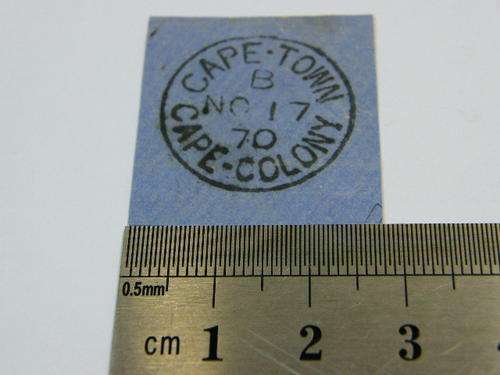 CAPE·TOWN
B
NO 17
70
CAPE-COLONY
0.5mm
cm 1 2 3